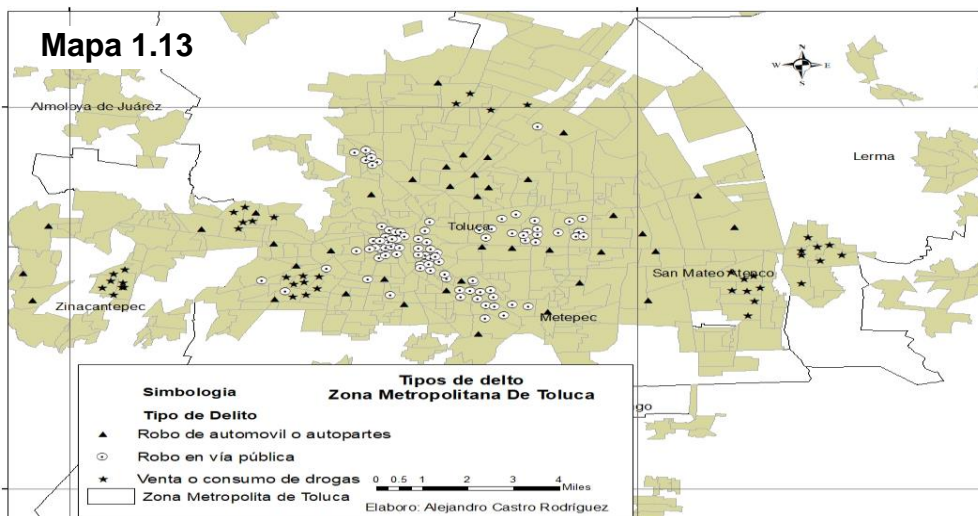 Mapa 1.13
N
W E
S
Almoloya de Juárez
Lerma
Toluca
San Mateo Atenco
Zinacantepec
Metepec
Tipos de delto
Zona Metropolitana De Toluca
Simbologia
Tipo de Delito
Robo de automovil o autopartes
Robo en vía pública
Venta o consumo de drogas
Zona Metropolita de Toluca
0 0.5 1 2 3 4
Miles
Elaboro: Alejandro Castro Rodríguez
go